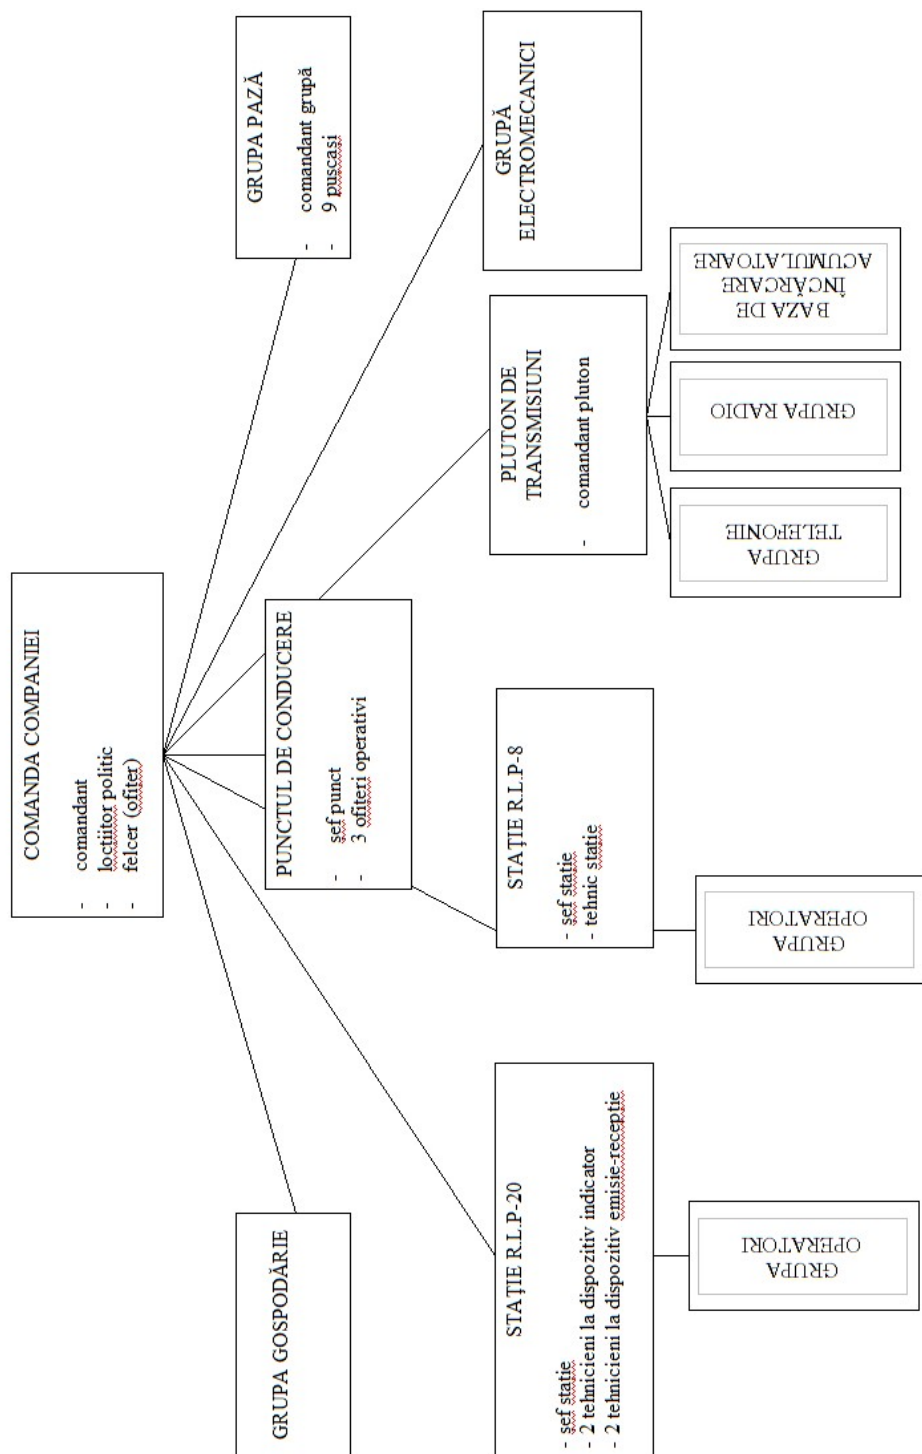 COMANDA COMPANIEI
- comandant
- loctiitor politic
- felcer (ofiter)
GRUPA GOSPODĂRIE
PUNCTUL DE CONDUCERE
- sef punct
- 3 ofiteri operativi
GRUPA PAZĂ
- comandant grupă
- 9 puscasi
STAŢIE R.L.P-20
- sef statie
- 2 tehnicieni la dispozitiv indicator
- 2 tehnicieni la dispozitiv emisie-receptie
STAŢIE R.L.P-8
- sef statie
- tehnic statie
PLUTON DE
TRANSMISIUNI
- comandant pluton
GRUPĂ
ELECTROMECANICI
GRUPA
OPERATORI
GRUPA
OPERATORI
GRUPA
TELEFONIE
GRUPA RADIO
BAZA DE
ÎNCĂRCARE
ACUMULATOARE